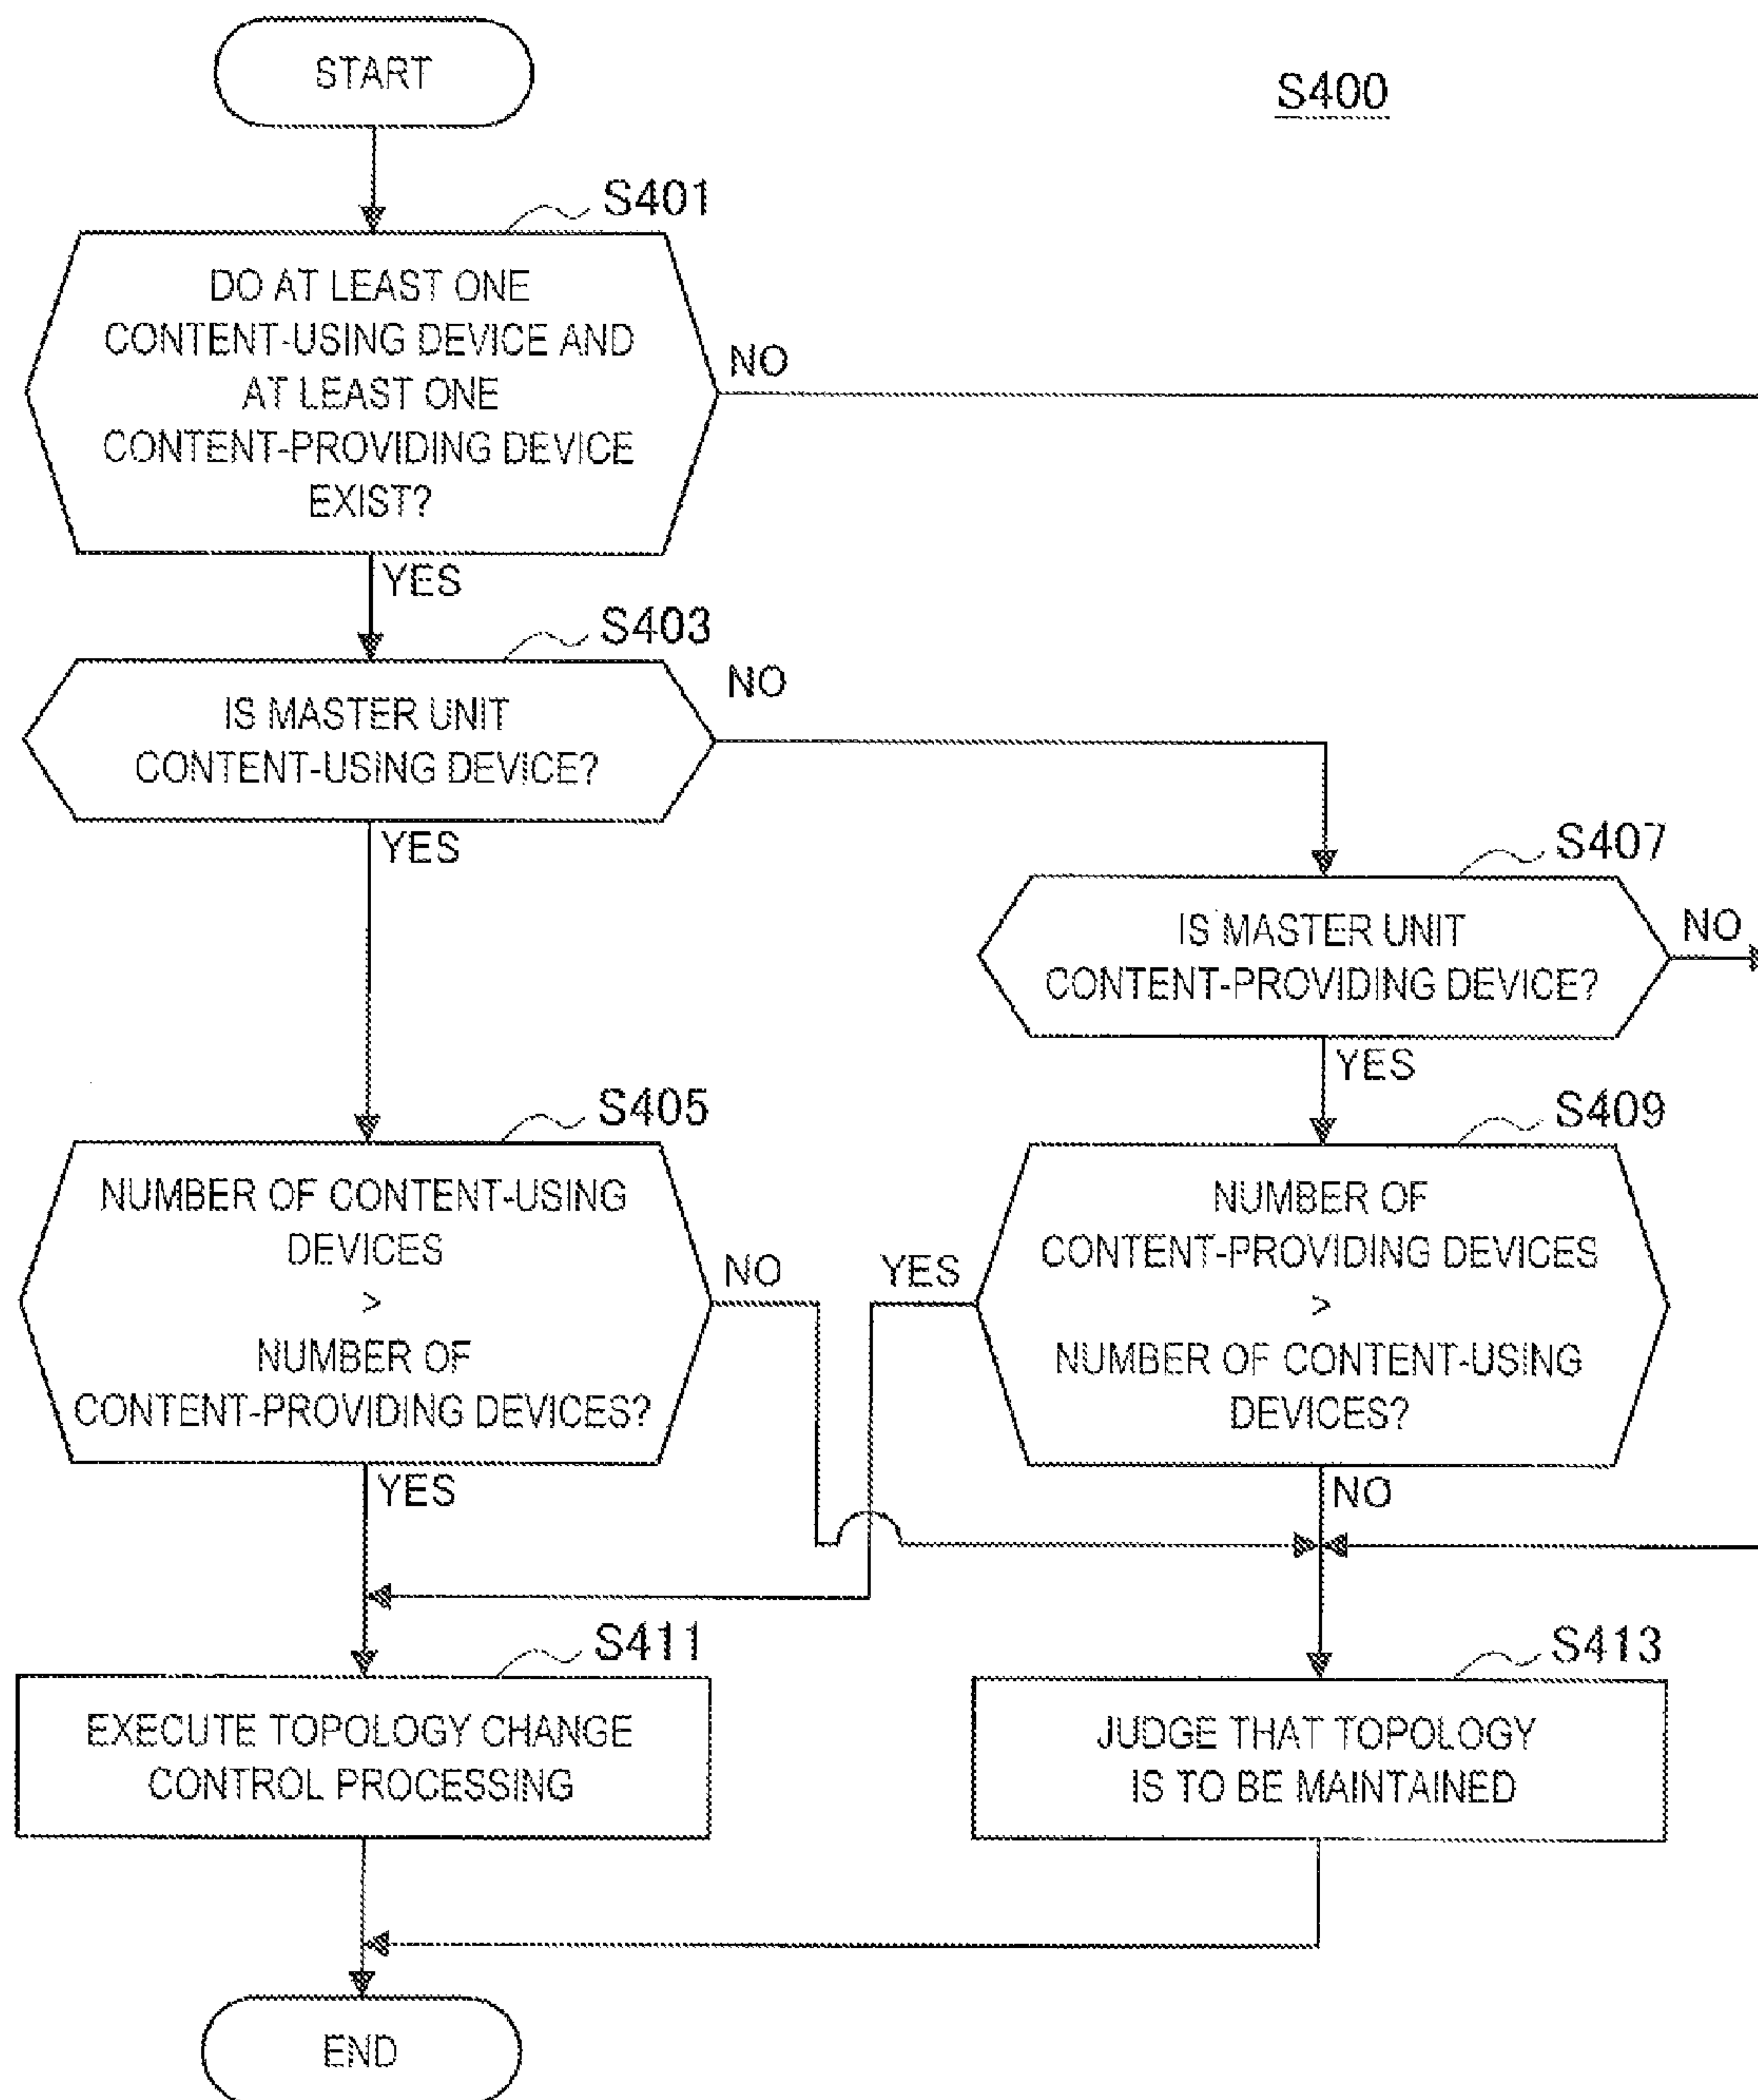 START
S400
S401
DO AT LEAST ONE
CONTENT-USING DEVICE AND
AT LEAST ONE
CONTENT-PROVIDING DEVICE
EXIST?
NO
YES
S403
IS MASTER UNIT
CONTENT-USING DEVICE?
NO
YES
S407
IS MASTER UNIT
CONTENT-PROVIDING DEVICE?
NO
YES
S405
NUMBER OF CONTENT-USING
DEVICES
>
NUMBER OF
CONTENT-PROVIDING DEVICES?
NO
YES
S409
NUMBER OF
CONTENT-PROVIDING DEVICES
>
NUMBER OF CONTENT-USING
DEVICES?
YES
NO
S411
EXECUTE TOPOLOGY CHANGE
CONTROL PROCESSING
S413
JUDGE THAT TOPOLOGY
IS TO BE MAINTAINED
END